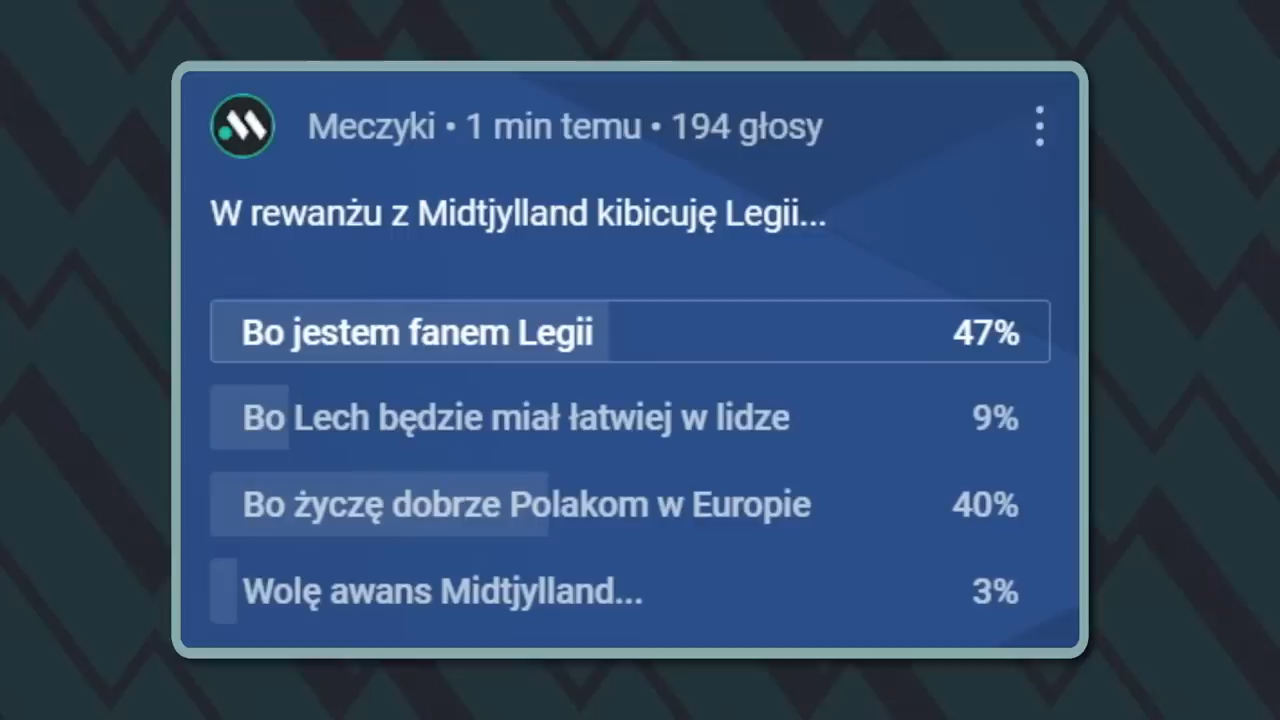 Meczyki • 1 min temu • 194 głosy
W rewanżu z Midtjylland kibicuję Legii...
Bo jestem fanem Legii 47%
Bo Lech będzie miał łatwiej w lidze 9%
Bo życzę dobrze Polakom w Europie 40%
Wolę awans Midtjylland... 3%